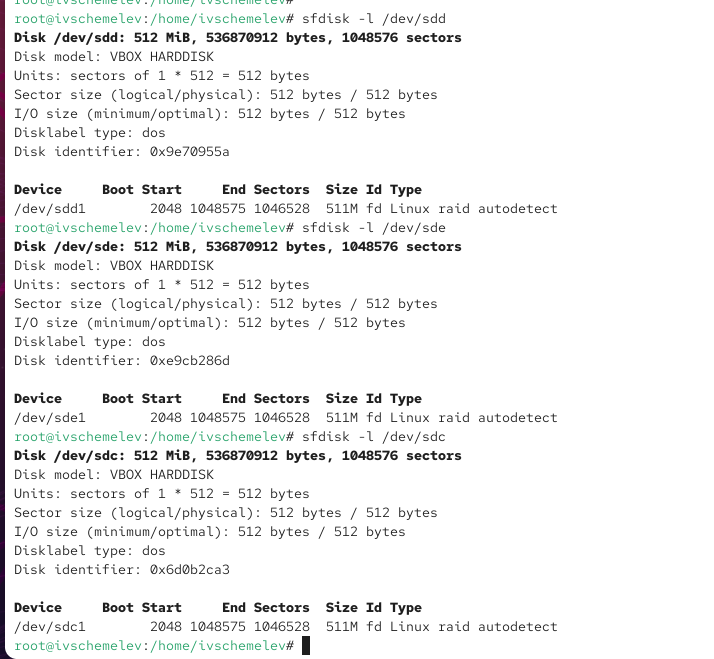 root@ivschemelev:/home/ivschemelev#
root@ivschemelev:/home/ivschemelev# sfdisk -l /dev/sdd
Disk /dev/sdd: 512 MiB, 536870912 bytes, 1048576 sectors
Disk model: VBOX HARDDISK
Units: sectors of 1 * 512 = 512 bytes
Sector size (logical/physical): 512 bytes / 512 bytes
I/O size (minimum/optimal): 512 bytes / 512 bytes
Disklabel type: dos
Disk identifier: 0x9e70955a
Device     Boot Start     End Sectors  Size Id Type
/dev/sdd1        2048 1048575 1046528  511M fd Linux raid autodetect
root@ivschemelev:/home/ivschemelev# sfdisk -l /dev/sde
Disk /dev/sde: 512 MiB, 536870912 bytes, 1048576 sectors
Disk model: VBOX HARDDISK
Units: sectors of 1 * 512 = 512 bytes
Sector size (logical/physical): 512 bytes / 512 bytes
I/O size (minimum/optimal): 512 bytes / 512 bytes
Disklabel type: dos
Disk identifier: 0xe9cb286d
Device     Boot Start     End Sectors  Size Id Type
/dev/sde1        2048 1048575 1046528  511M fd Linux raid autodetect
root@ivschemelev:/home/ivschemelev# sfdisk -l /dev/sdc
Disk /dev/sdc: 512 MiB, 536870912 bytes, 1048576 sectors
Disk model: VBOX HARDDISK
Units: sectors of 1 * 512 = 512 bytes
Sector size (logical/physical): 512 bytes / 512 bytes
I/O size (minimum/optimal): 512 bytes / 512 bytes
Disklabel type: dos
Disk identifier: 0x6d0b2ca3
Device     Boot Start     End Sectors  Size Id Type
/dev/sdc1        2048 1048575 1046528  511M fd Linux raid autodetect
root@ivschemelev:/home/ivschemelev#